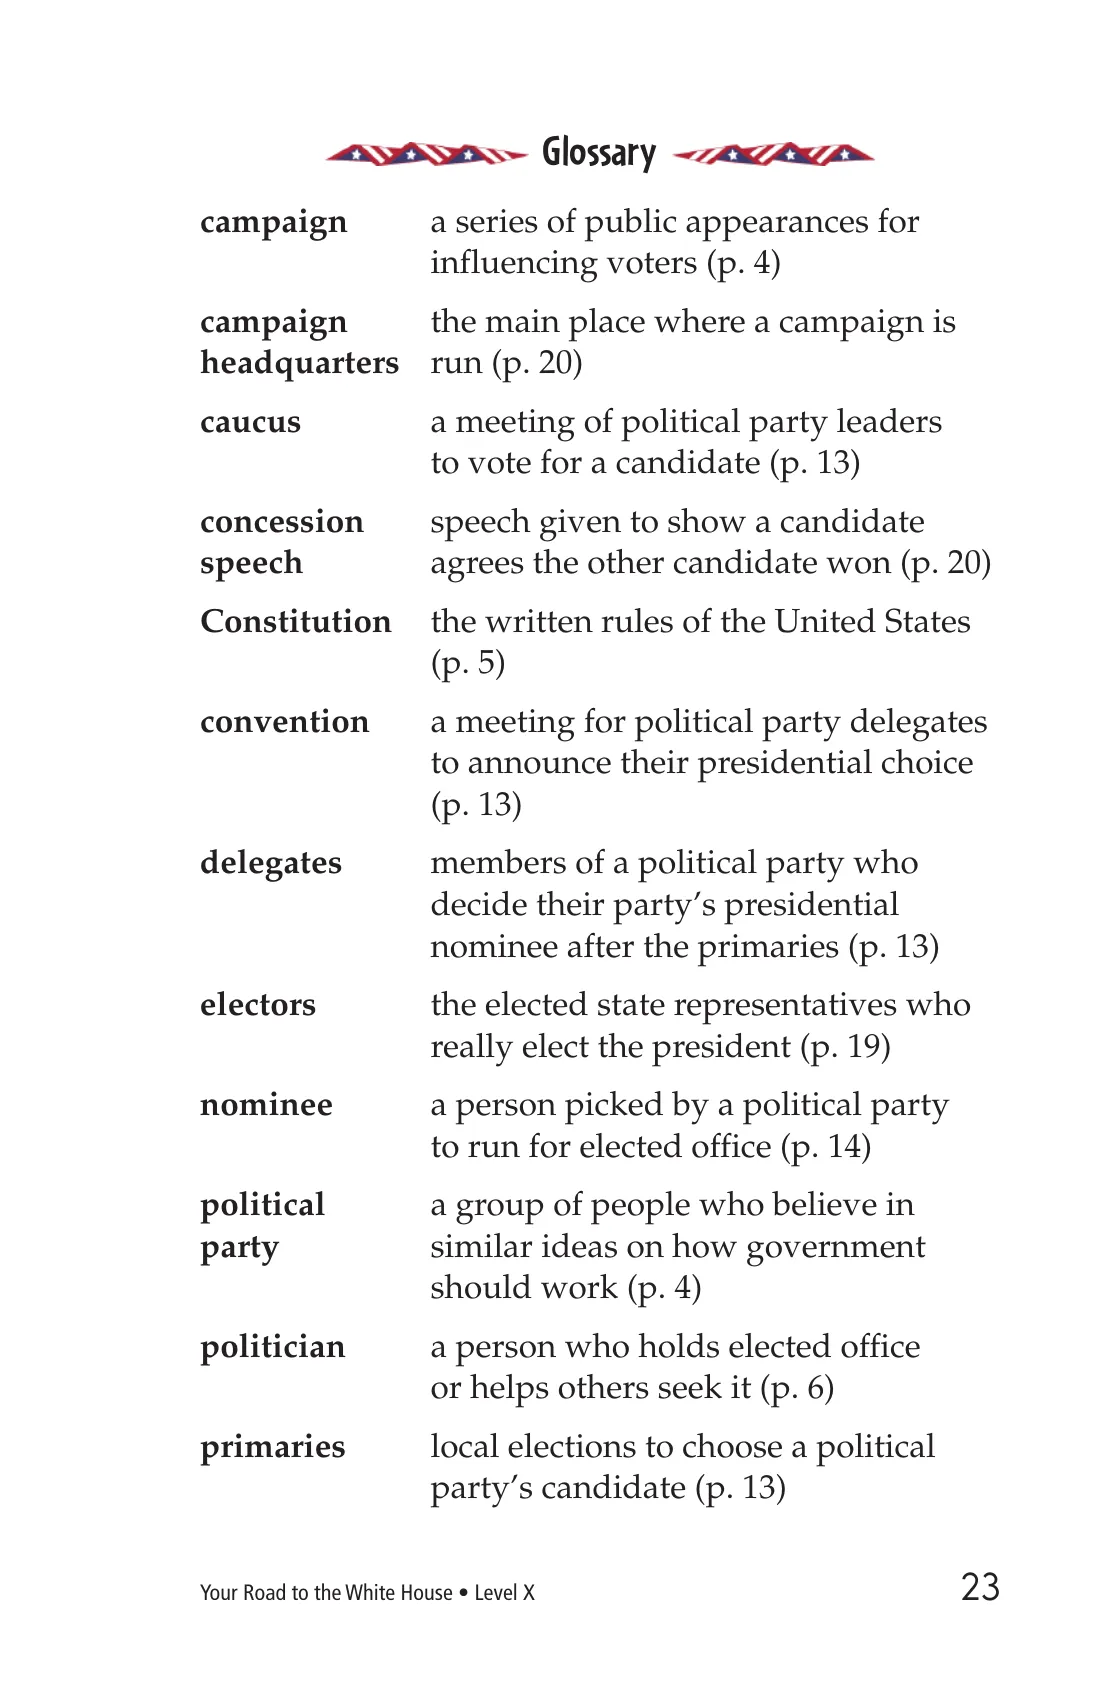 Glossary
campaign a series of public appearances for
influencing voters (p. 4)
campaign the main place where a campaign is
headquarters run (p. 20)
caucus a meeting of political party leaders
to vote for a candidate (p. 13)
concession speech given to show a candidate
speech agrees the other candidate won (p. 20)
Constitution the written rules of the United States
(p. 5)
convention a meeting for political party delegates
to announce their presidential choice
(p. 13)
delegates members of a political party who
decide their party’s presidential
nominee after the primaries (p. 13)
electors the elected state representatives who
really elect the president (p. 19)
nominee a person picked by a political party
to run for elected office (p. 14)
political a group of people who believe in
party similar ideas on how government
should work (p. 4)
politician a person who holds elected office
or helps others seek it (p. 6)
primaries local elections to choose a political
party’s candidate (p. 13)
Your Road to the White House • Level X 23